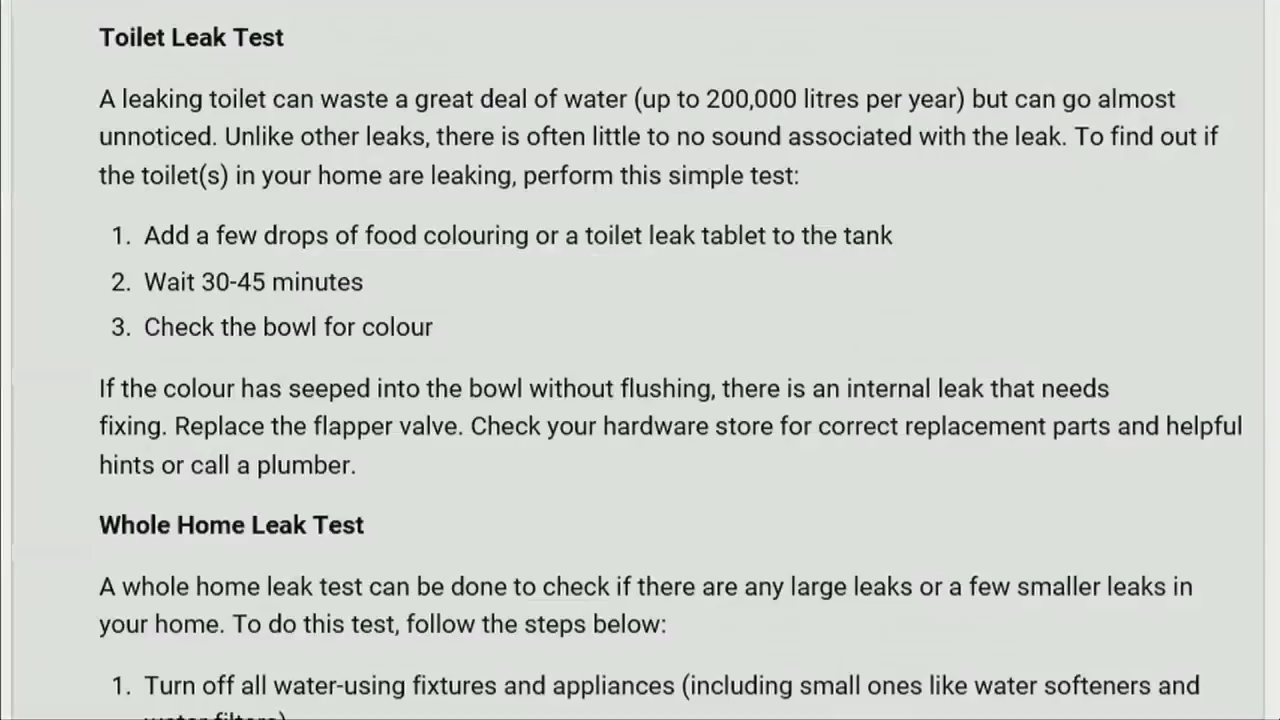 Toilet Leak Test
A leaking toilet can waste a great deal of water (up to 200,000 litres per year) but can go almost
unnoticed. Unlike other leaks, there is often little to no sound associated with the leak. To find out if
the toilet(s) in your home are leaking, perform this simple test:
1. Add a few drops of food colouring or a toilet leak tablet to the tank
2. Wait 30-45 minutes
3. Check the bowl for colour
If the colour has seeped into the bowl without flushing, there is an internal leak that needs
fixing. Replace the flapper valve. Check your hardware store for correct replacement parts and helpful
hints or call a plumber.
Whole Home Leak Test
A whole home leak test can be done to check if there are any large leaks or a few smaller leaks in
your home. To do this test, follow the steps below:
1. Turn off all water-using fixtures and appliances (including small ones like water softeners and
water filters)